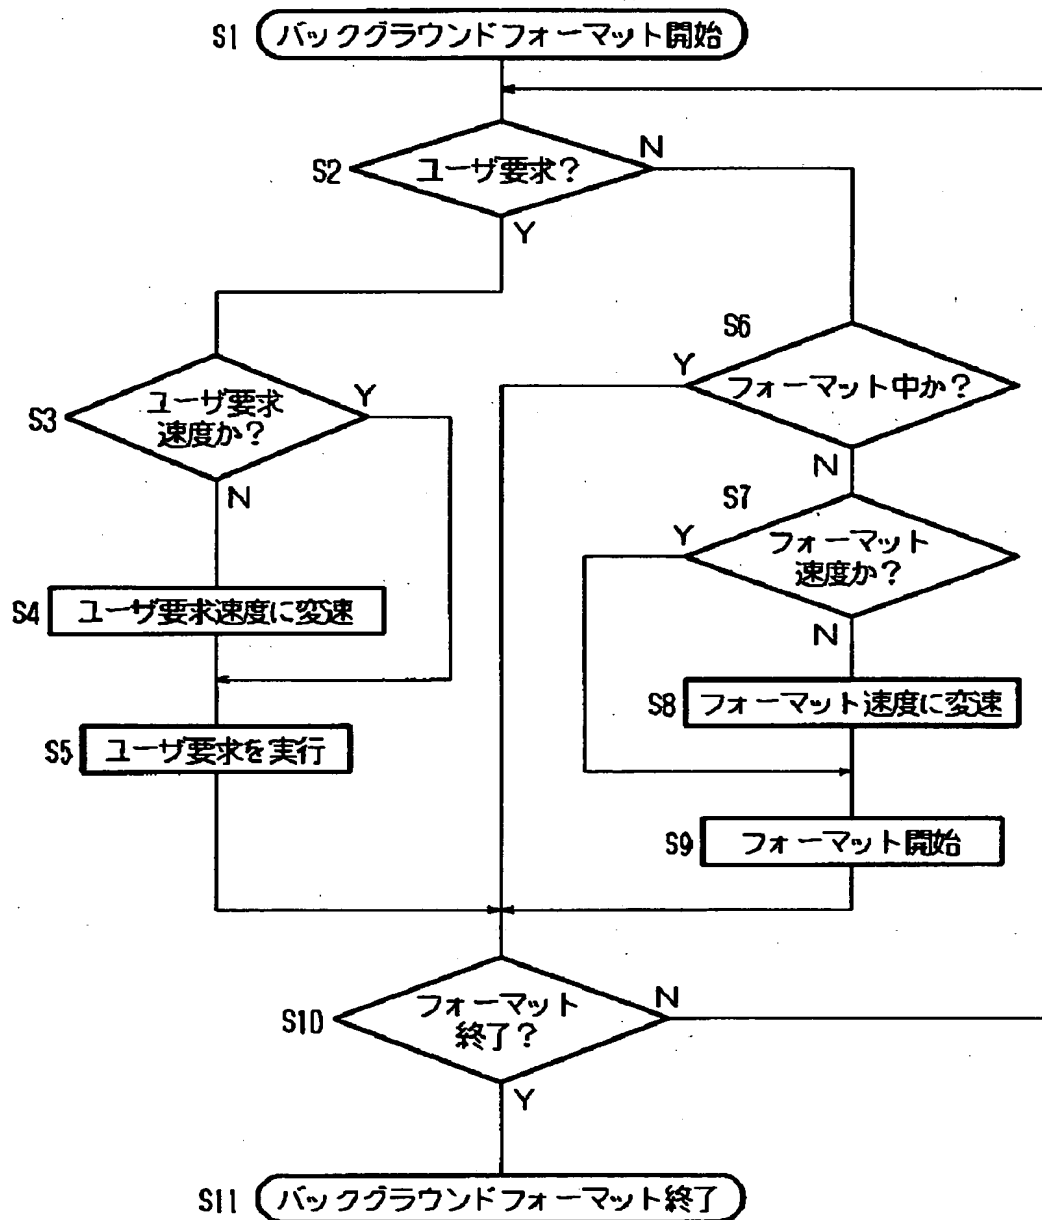 S1 バックグラウンドフォーマット開始
S2 ユーザ要求?
N
Y
S3 ユーザ要求
速度か?
Y
N
S4 ユーザ要求速度に変速
S5 ユーザ要求を実行
S6
フォーマット中か?
Y
N
S7
フォーマット
速度か?
Y
N
S8 フォーマット速度に変速
S9 フォーマット開始
S10 フォーマット
終了?
N
Y
S11 バックグラウンドフォーマット終了